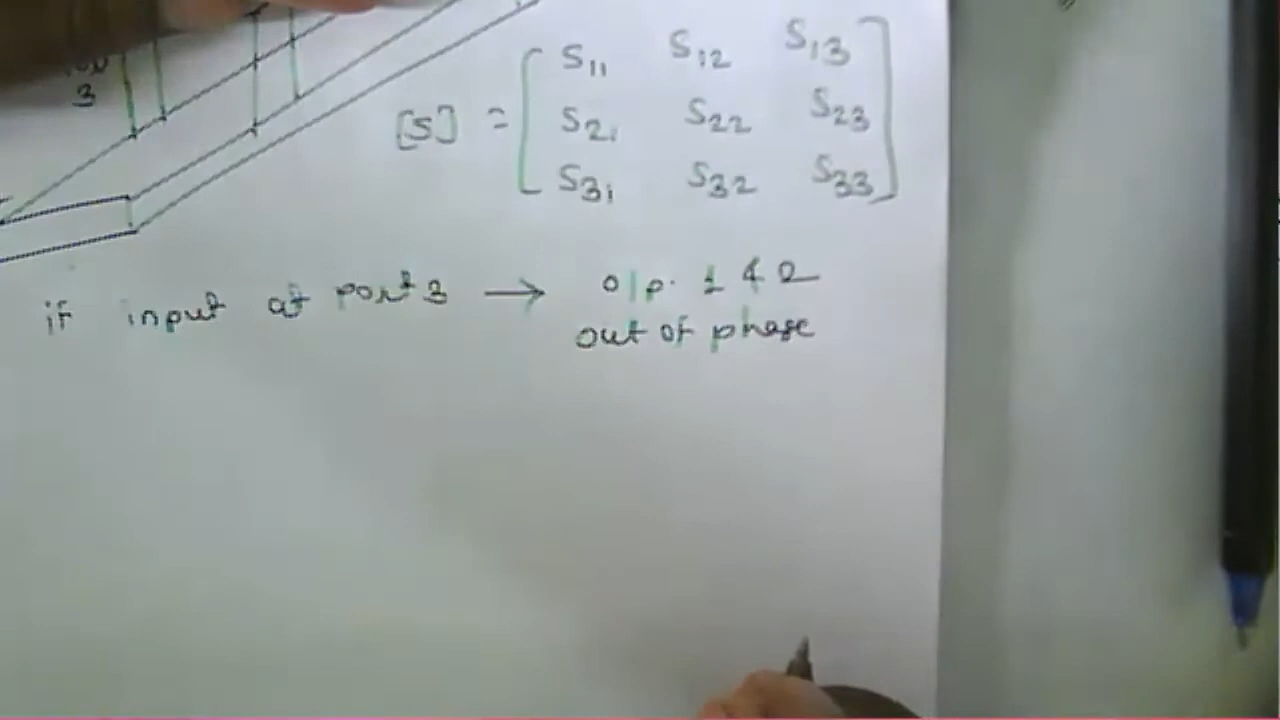 3
[S] = [ S11 S12 S13
S21 S22 S23
S31 S32 S33 ]
if input at port 3 → o/p. 1 & 2
out of phase